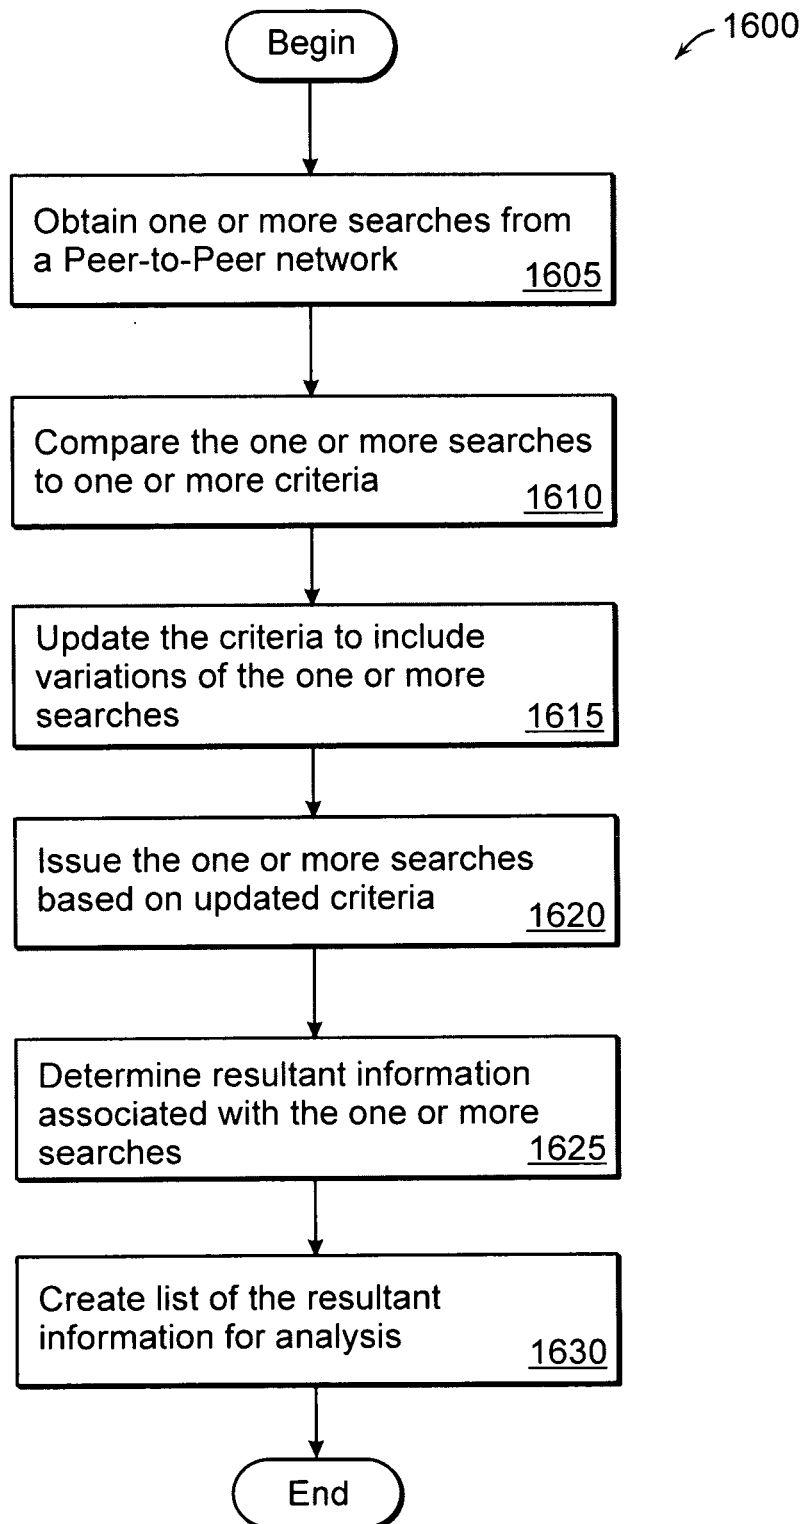 Begin
1600
Obtain one or more searches from
a Peer-to-Peer network
1605
Compare the one or more searches
to one or more criteria
1610
Update the criteria to include
variations of the one or more
searches
1615
Issue the one or more searches
based on updated criteria
1620
Determine resultant information
associated with the one or more
searches
1625
Create list of the resultant
information for analysis
1630
End